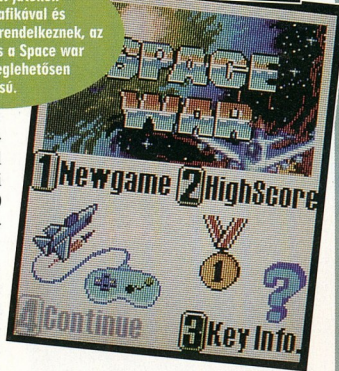 afikával és
rendelkeznek, az
s a Space war
eglehetősen
sú.
SPACE
WAR
1 Newgame 2 HighScore
1
?
4 Continue 3 Key Info.